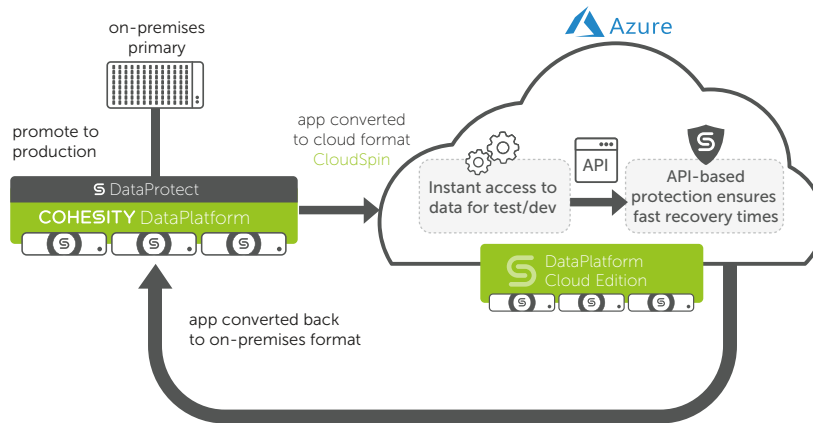 on-premises
primary
Azure
promote to
production
app converted
to cloud format
CloudSpin
API
Instant access to
data for test/dev
API-based
protection ensures
fast recovery times
DataProtect
COHESITY DataPlatform
DataPlatform
Cloud Edition
app converted back
to on-premises format